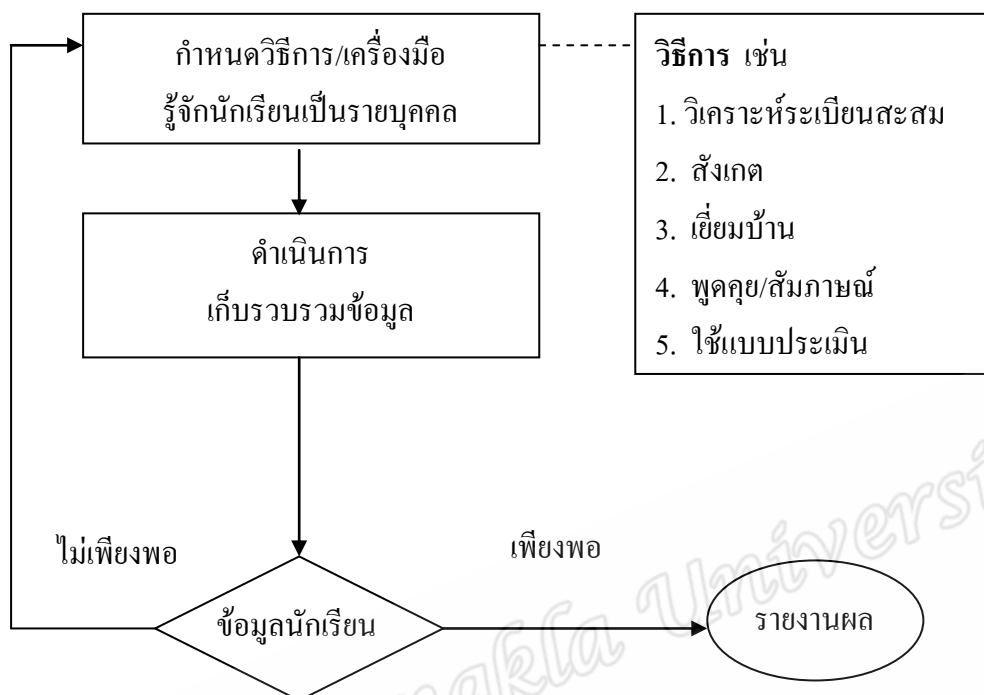 กำหนดวิธีการ/เครื่องมือ
รู้จักนักเรียนเป็นรายบุคคล
วิธีการ เช่น
1. วิเคราะห์ระเบียนสะสม
2. สังเกต
3. เยี่ยมบ้าน
4. พูดคุย/สัมภาษณ์
5. ใช้แบบประเมิน
ดำเนินการ
เก็บรวบรวมข้อมูล
ไม่เพียงพอ
เพียงพอ
ข้อมูลนักเรียน
รายงานผล